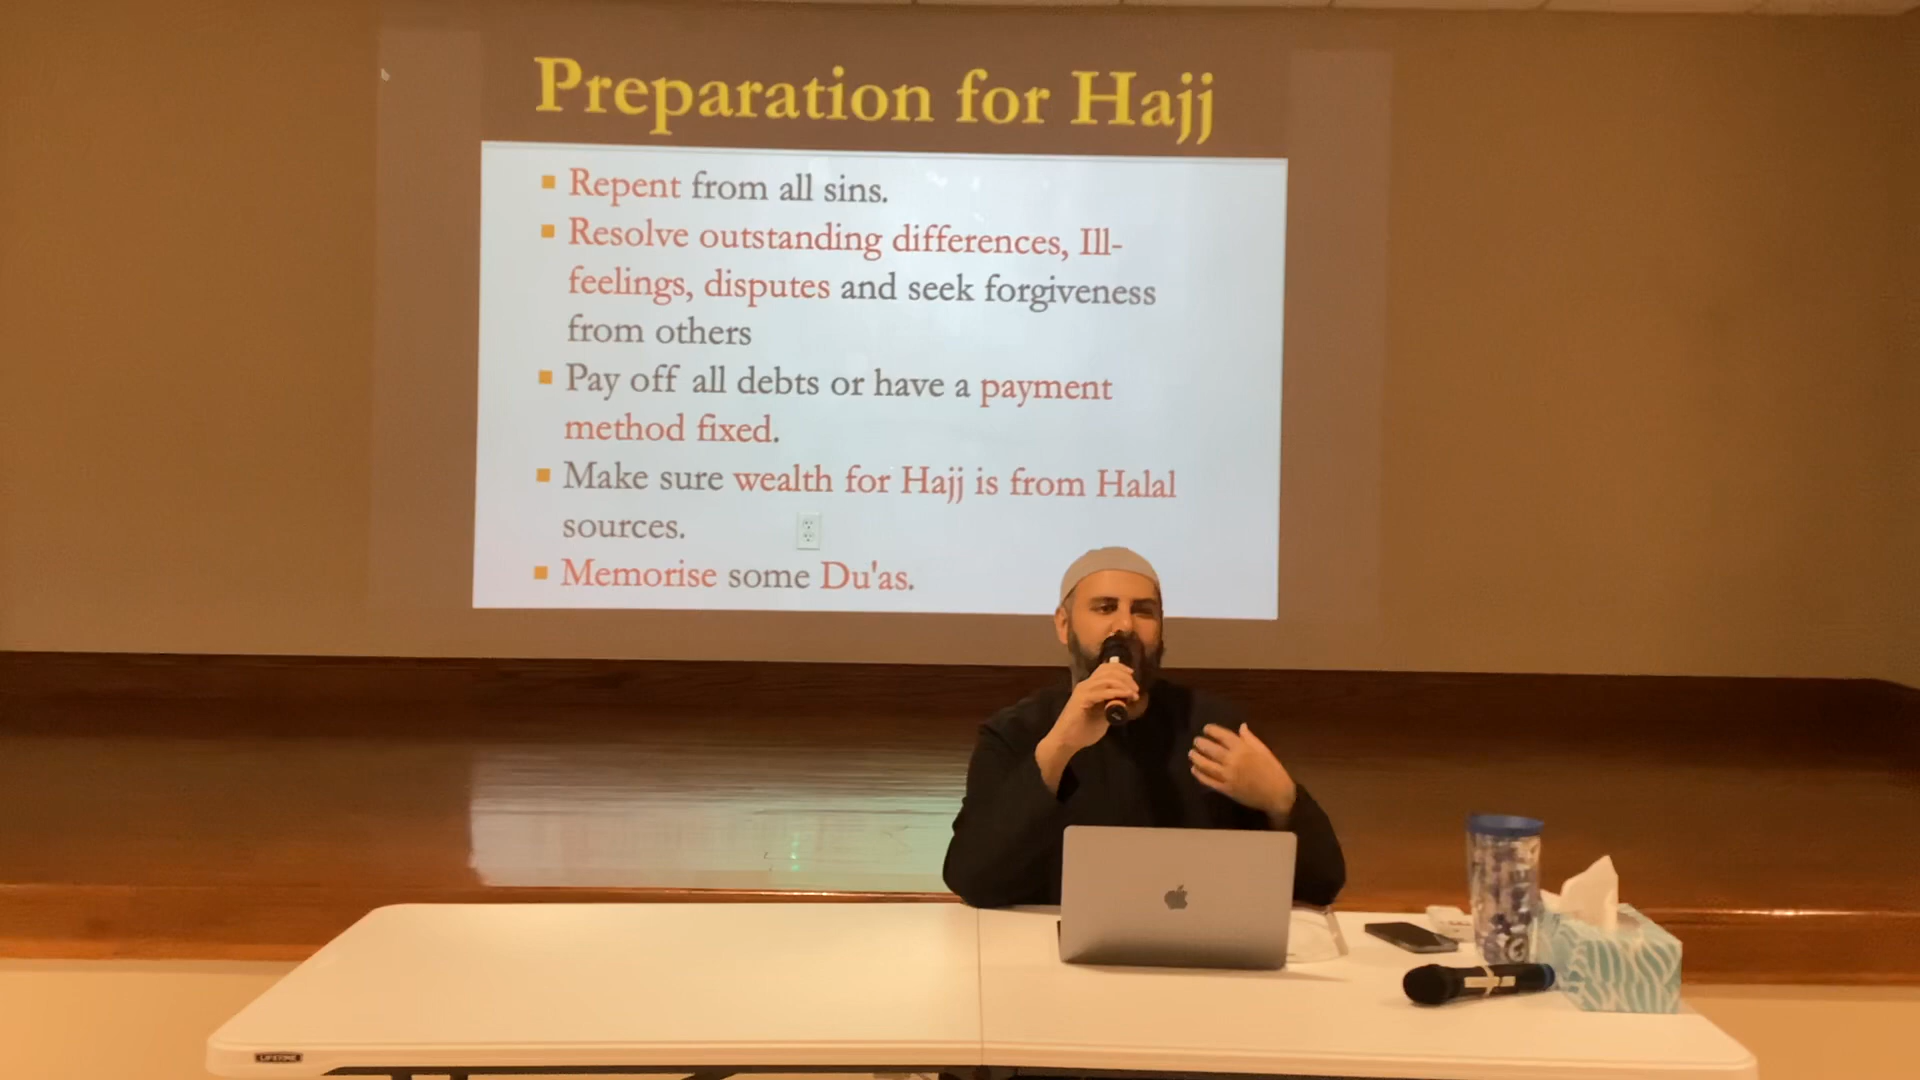 Preparation for Hajj
Repent from all sins.
Resolve outstanding differences, Ill-
feelings, disputes and seek forgiveness
from others
Pay off all debts or have a payment
method fixed.
Make sure wealth for Hajj is from Halal
sources.
Memorise some Du'as.
LIFETIME